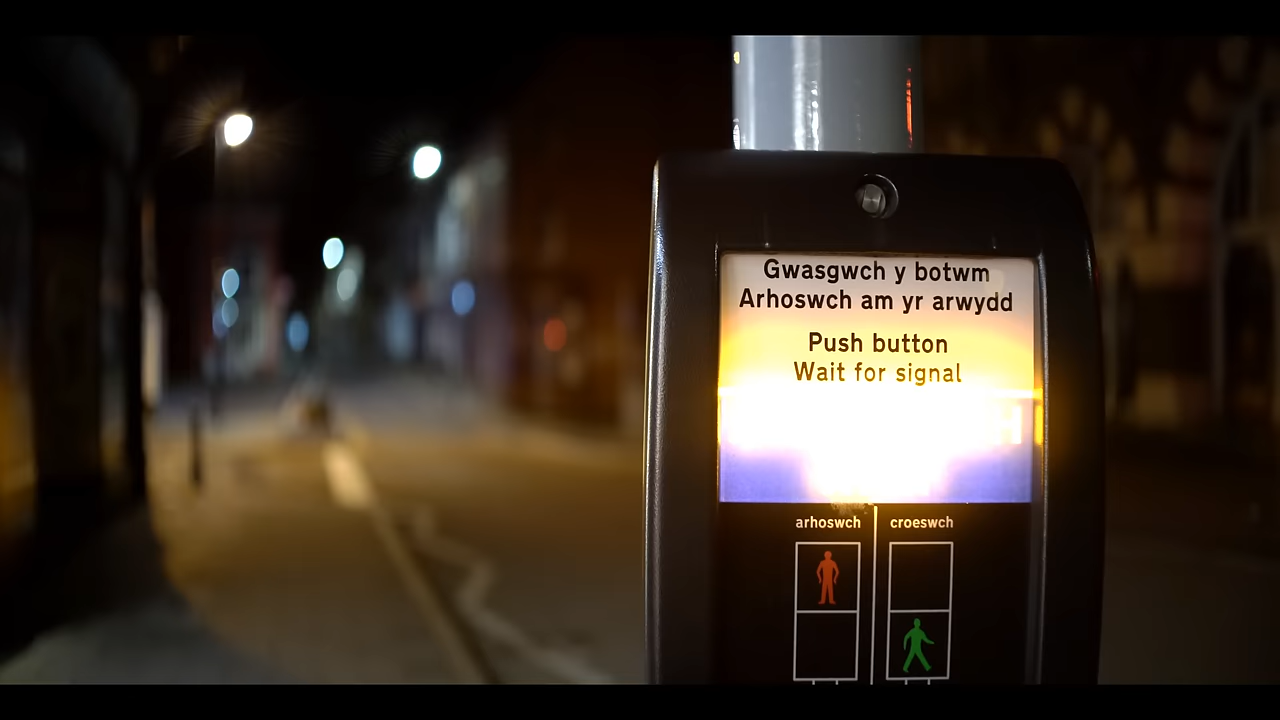 Gwasgwch y botwm
Arhoswch am yr arwydd
Push button
Wait for signal
arhoswch croeswch